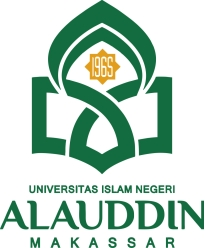 1965
UNIVERSITAS ISLAM NEGERI
ALAUDDIN
MAKASSAR